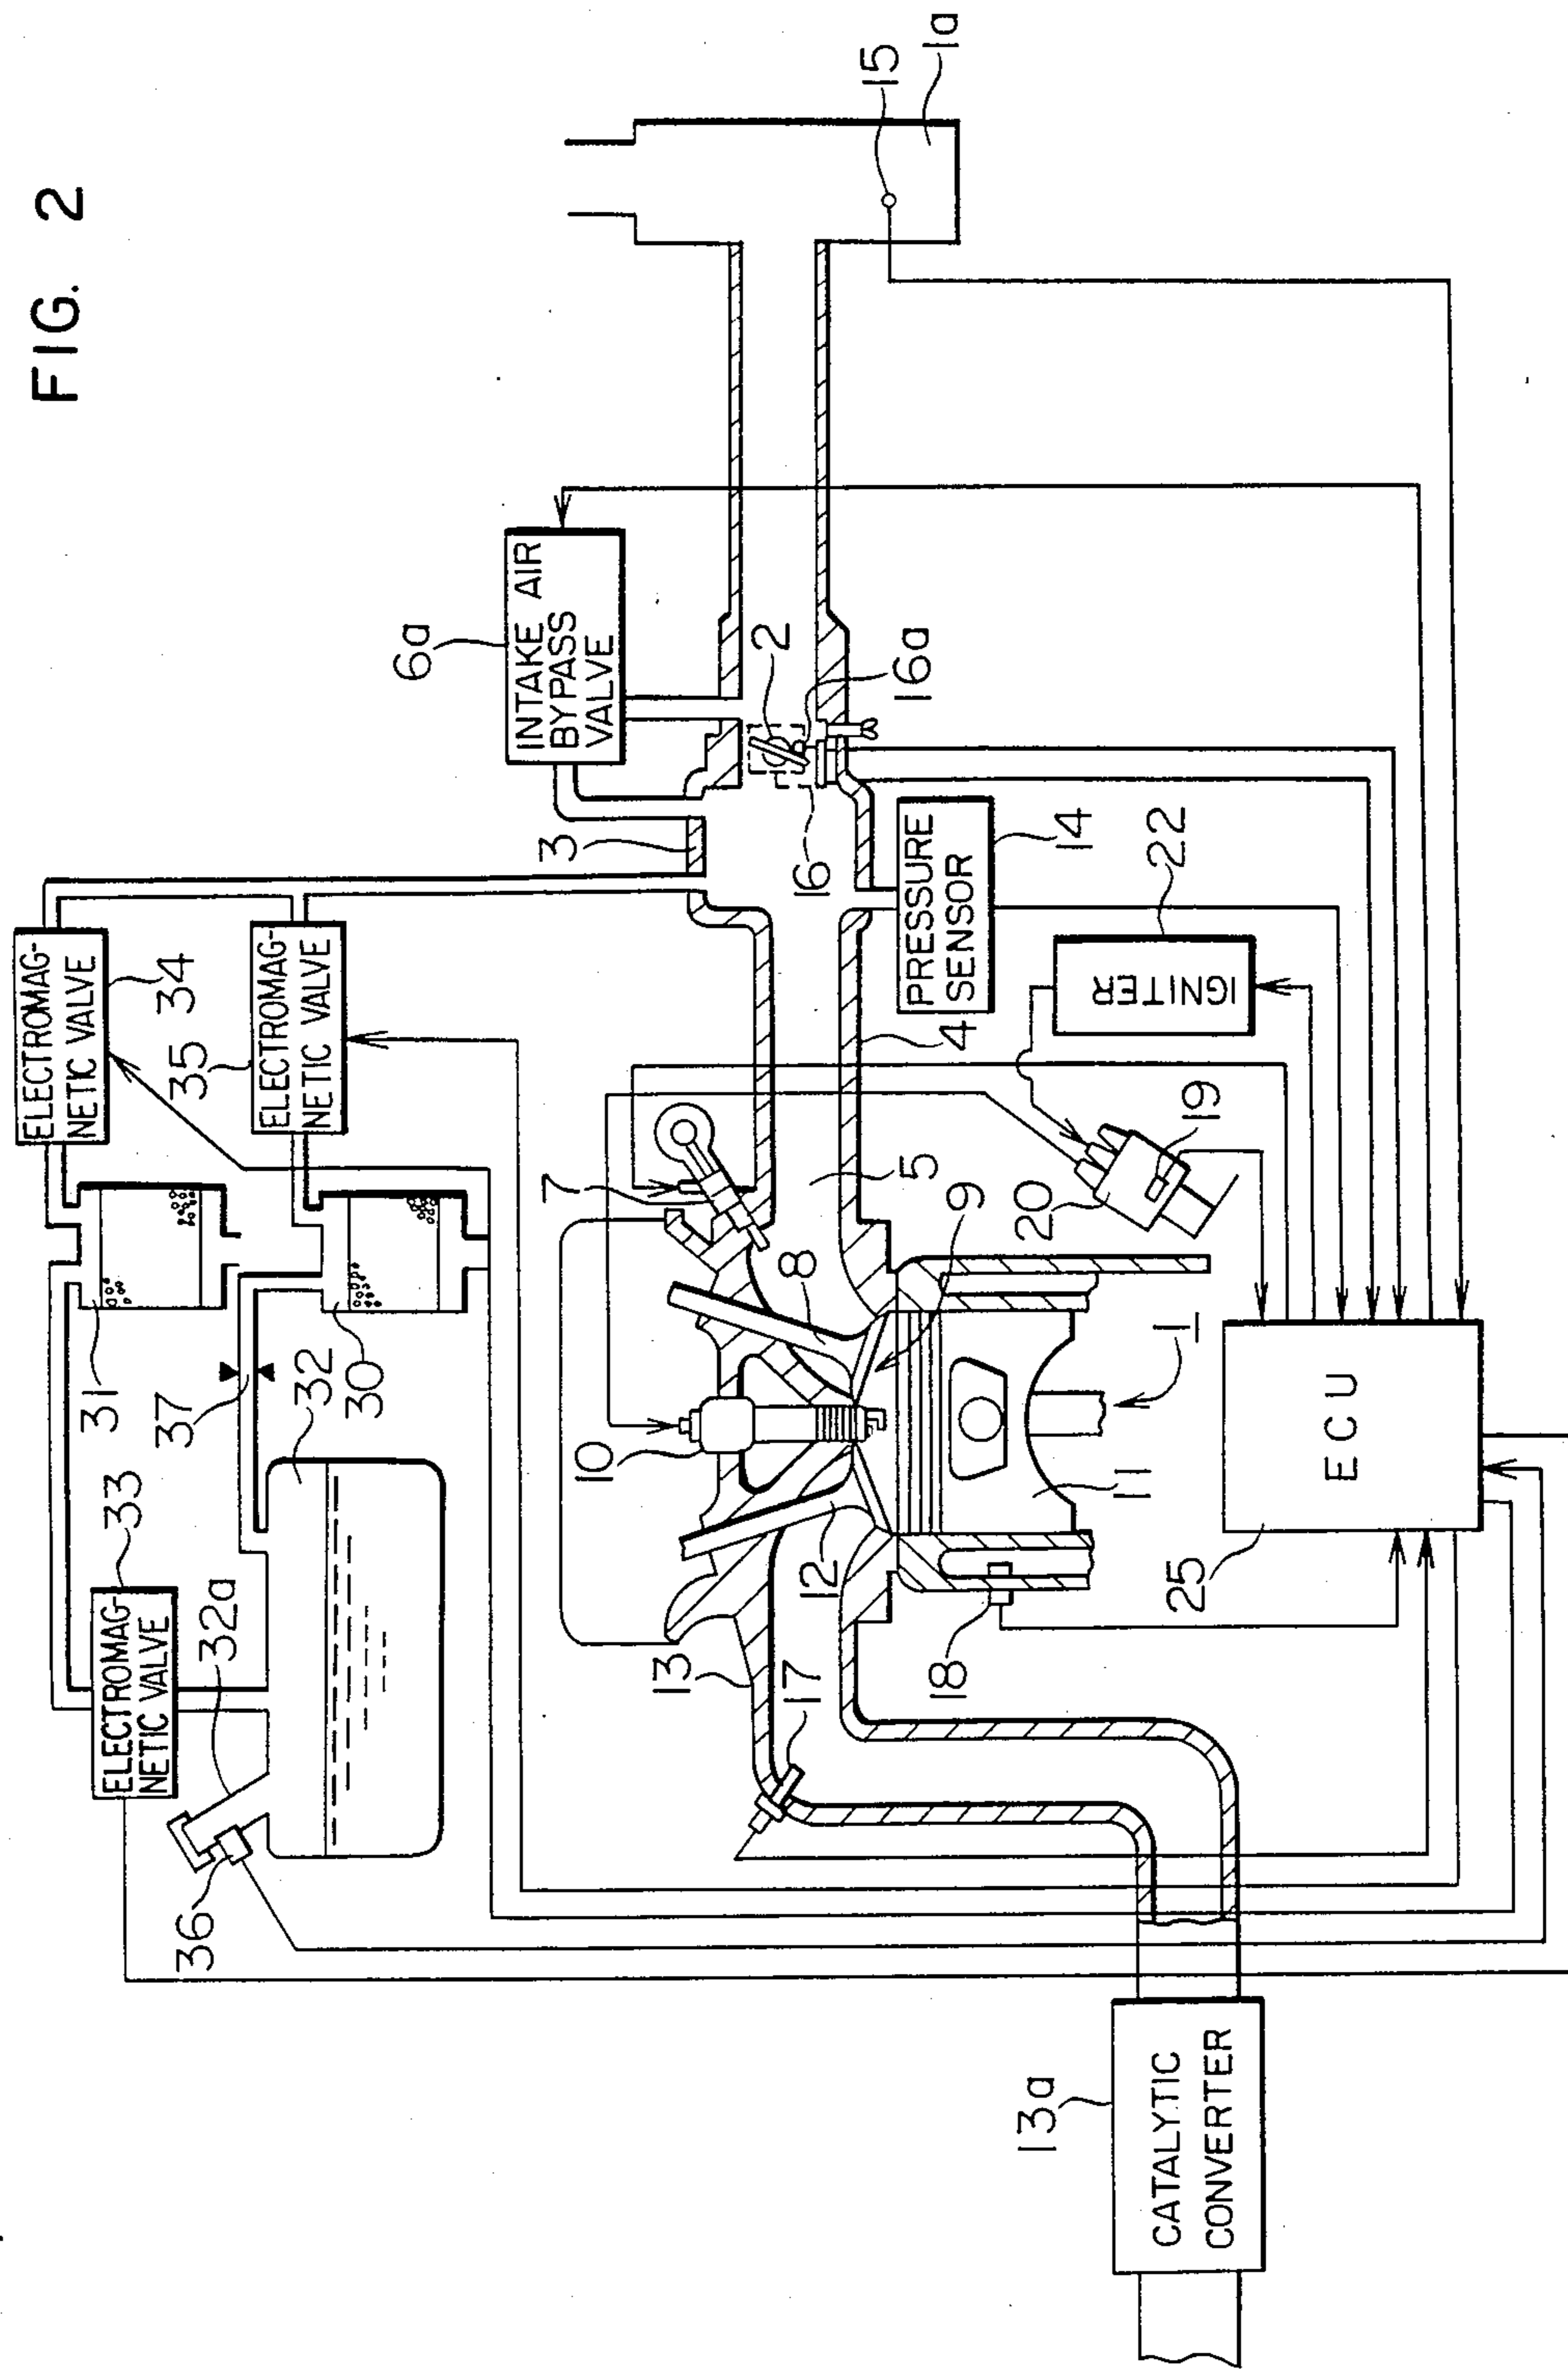 FIG. 2
ELECTROMAG-
NETIC VALVE
33
32a
36
31
37
32
30
ELECTROMAG-
NETIC VALVE
34
35
ELECTROMAG-
NETIC VALVE
6a
INTAKE AIR
BYPASS
VALVE
3
2
16a
16
15
1a
13
17
10
7
8
12
5
9
4
PRESSURE
SENSOR
14
22
IGNITER
18
11
1
20
19
13a
CATALYTIC
CONVERTER
25
ECU